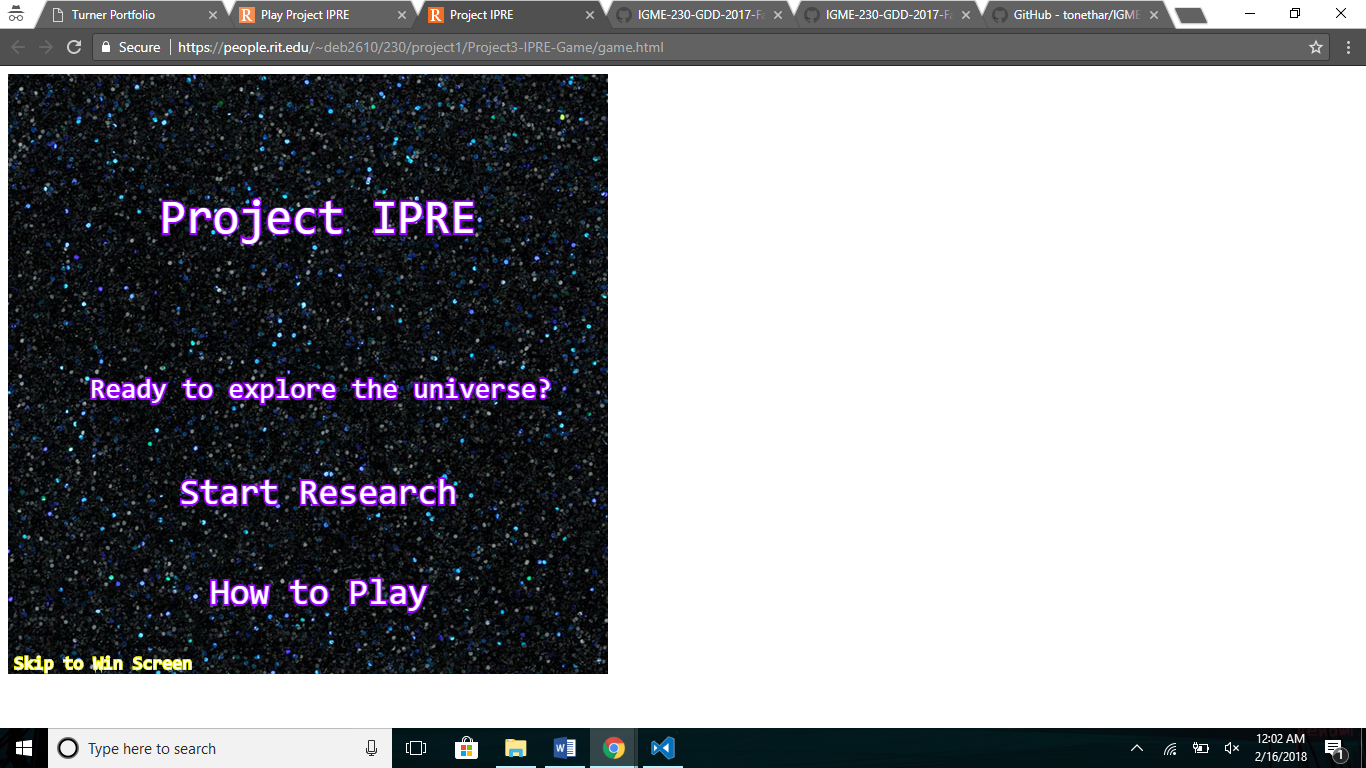 Turner Portfolio
Play Project IPRE
Project IPRE
IGME-230-GDD-2017-Fa
IGME-230-GDD-2017-Fa
GitHub - tonethar/IGME
Secure
https://people.rit.edu/~deb2610/230/project1/Project3-IPRE-Game/game.html
Project IPRE
Ready to explore the universe?
Start Research
How to Play
Skip to Win Screen
Type here to search
12:02 AM
2/16/2018
1